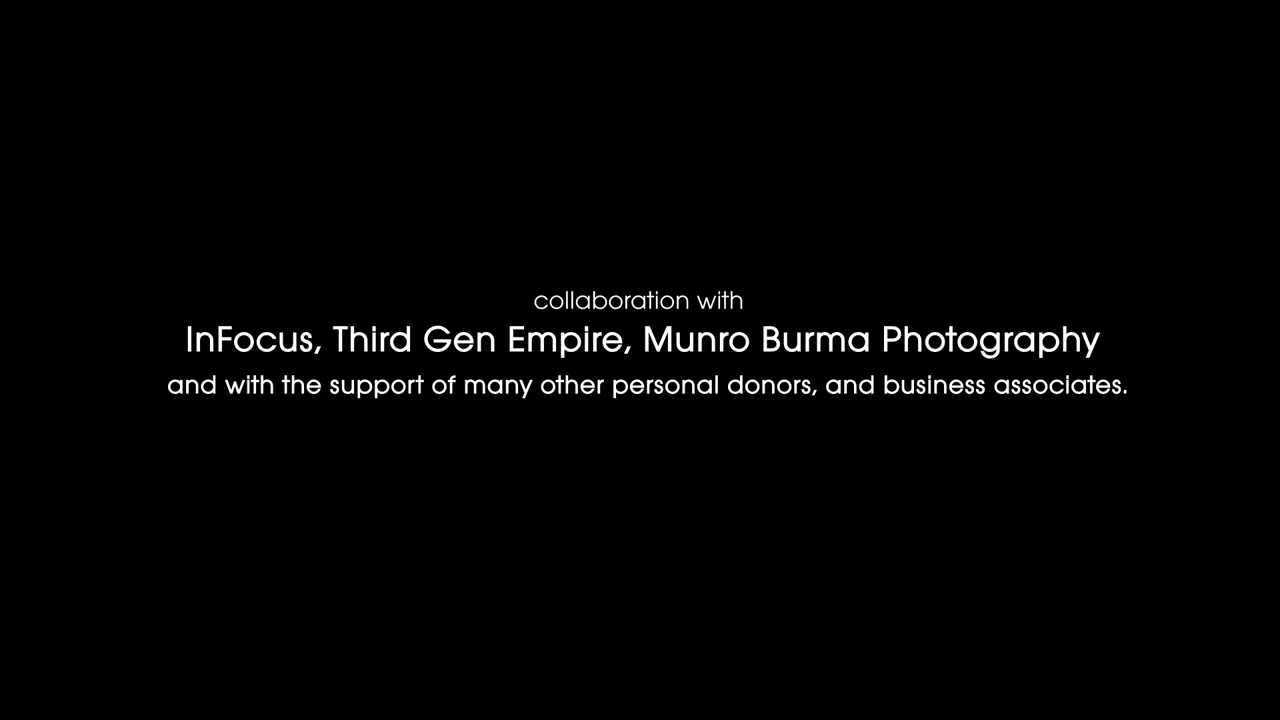 collaboration with
InFocus, Third Gen Empire, Munro Burma Photography
and with the support of many other personal donors, and business associates.